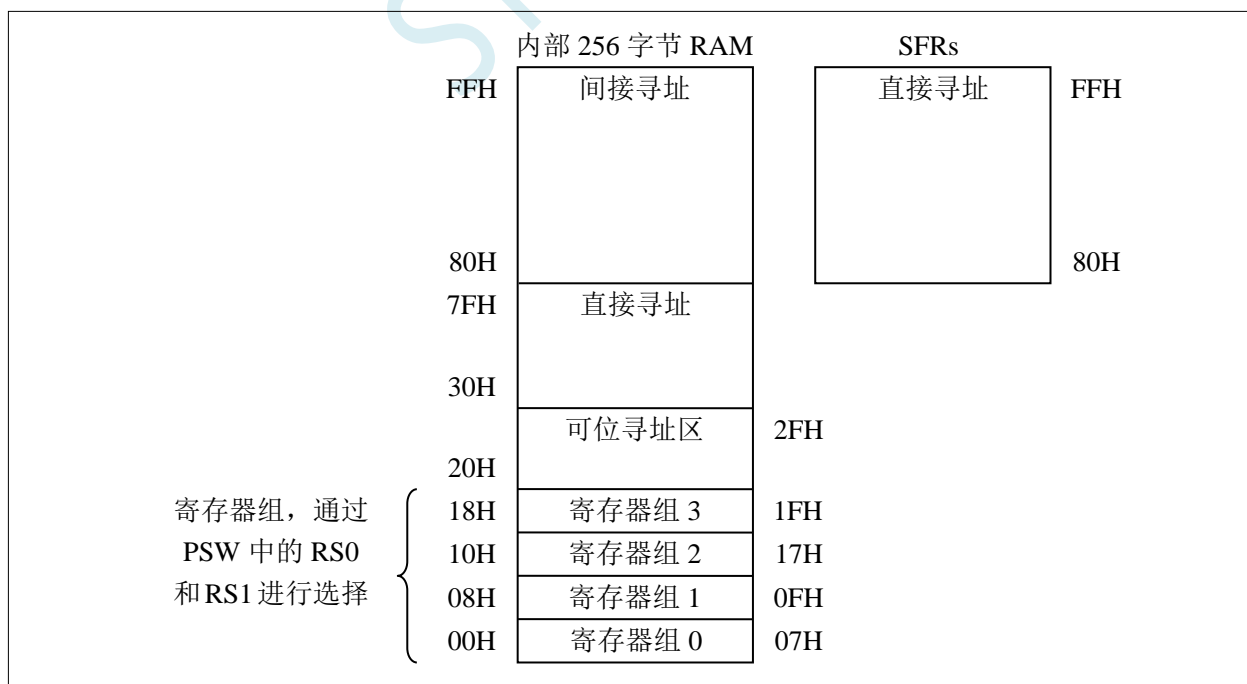 内部 256 字节 RAM SFRs
FFH 间接寻址 直接寻址 FFH
80H 80H
7FH 直接寻址
30H
可位寻址区 2FH
20H
寄存器组，通过 18H 寄存器组 3 1FH
PSW 中的 RS0 10H 寄存器组 2 17H
和RS1进行选择 08H 寄存器组 1 0FH
00H 寄存器组 0 07H